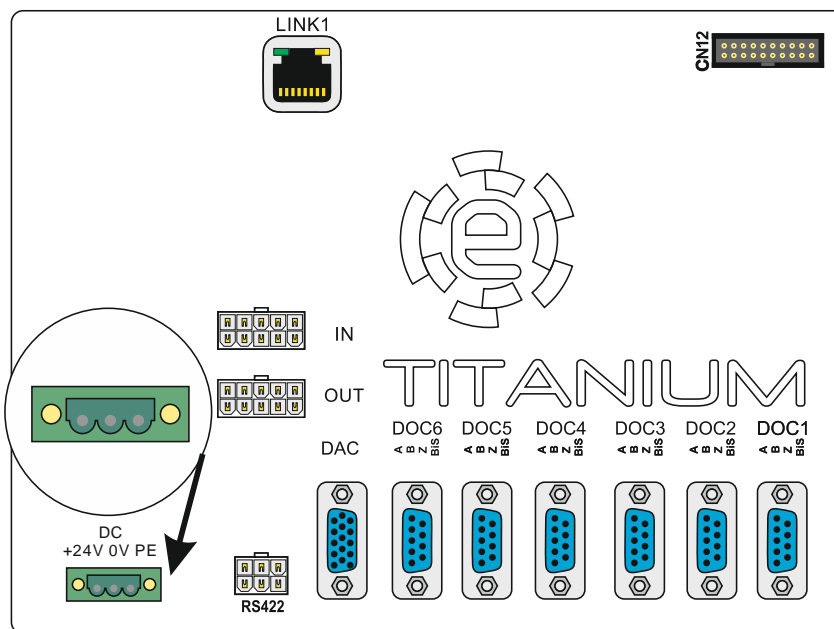 LINK1
CN12
e
IN
TITANIUM
OUT
DOC6 DOC5 DOC4 DOC3 DOC2 DOC1
A B Z BiS A B Z BiS A B Z BiS A B Z BiS A B Z BiS A B Z BiS
DAC
DC
+24V 0V PE
RS422